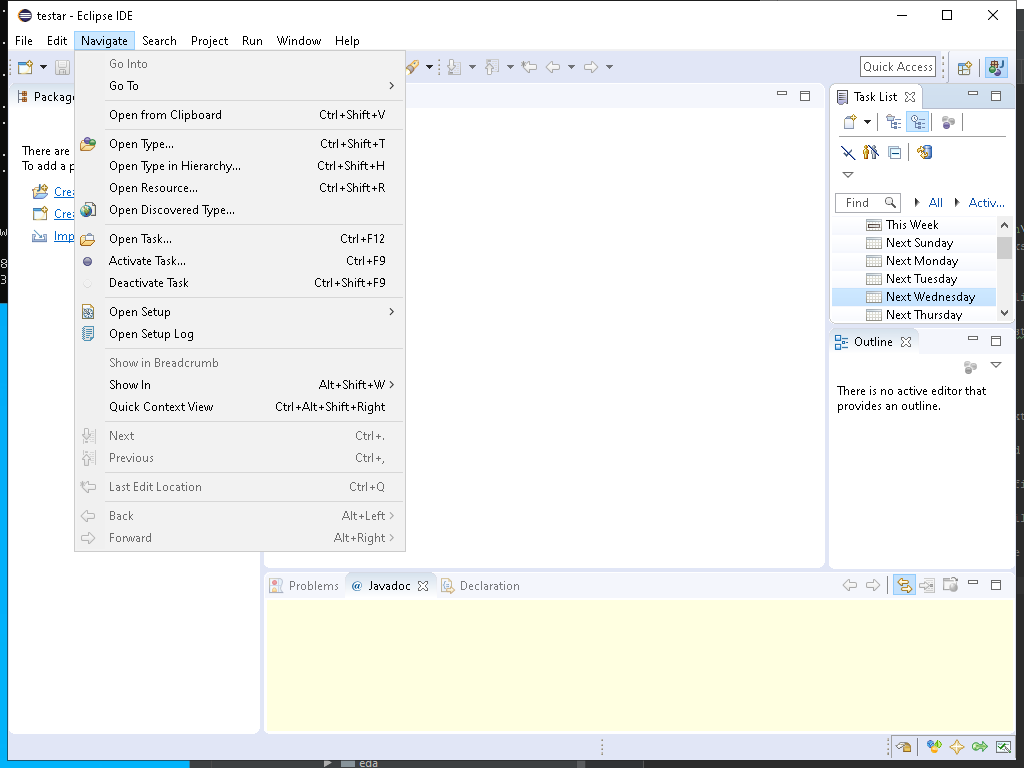 testar - Eclipse IDE
File Edit Navigate Search Project Run Window Help
Quick Access
Go Into
Go To
Open from Clipboard Ctrl+Shift+V
Open Type... Ctrl+Shift+T
Open Type in Hierarchy... Ctrl+Shift+H
Open Resource... Ctrl+Shift+R
Open Discovered Type...
Open Task... Ctrl+F12
Activate Task... Ctrl+F9
Deactivate Task Ctrl+Shift+F9
Open Setup
Open Setup Log
Show in Breadcrumb
Show In Alt+Shift+W
Quick Context View Ctrl+Alt+Shift+Right
Next Ctrl+.
Previous Ctrl+,
Last Edit Location Ctrl+Q
Back Alt+Left
Forward Alt+Right
Packag
There are
To add a p
Crea
Crea
Imp
Task List
Find All Activ...
This Week
Next Sunday
Next Monday
Next Tuesday
Next Wednesday
Next Thursday
Outline
There is no active editor that
provides an outline.
Problems @ Javadoc Declaration
eda